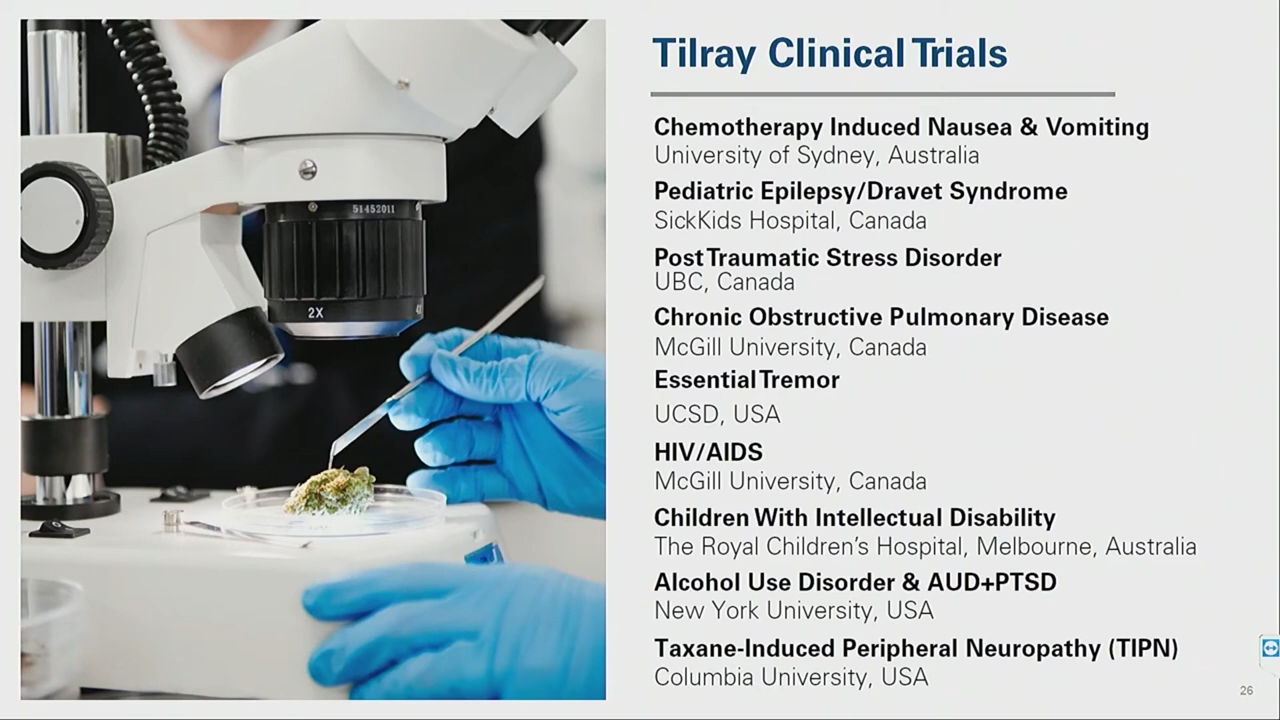 Tilray Clinical Trials
Chemotherapy Induced Nausea & Vomiting
University of Sydney, Australia
Pediatric Epilepsy/Dravet Syndrome
SickKids Hospital, Canada
Post Traumatic Stress Disorder
UBC, Canada
Chronic Obstructive Pulmonary Disease
McGill University, Canada
Essential Tremor
UCSD, USA
HIV/AIDS
McGill University, Canada
Children With Intellectual Disability
The Royal Children's Hospital, Melbourne, Australia
Alcohol Use Disorder & AUD+PTSD
New York University, USA
Taxane-Induced Peripheral Neuropathy (TIPN)
Columbia University, USA
26
51452011
2X